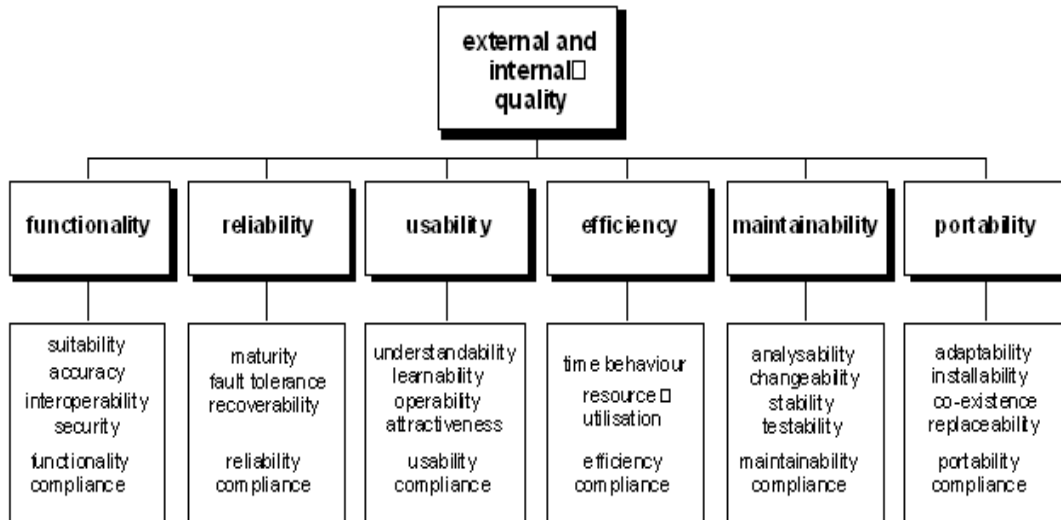 external and
internal□
quality
functionality
reliability
usability
efficiency
maintainability
portability
suitability
accuracy
interoperability
security
functionality
compliance
maturity
fault tolerance
recoverability
reliability
compliance
understandability
learnability
operability
attractiveness
usability
compliance
time behaviour
resource□
utilisation
efficiency
compliance
analysability
changeability
stability
testability
maintainability
compliance
adaptability
installability
co-existence
replaceability
portability
compliance